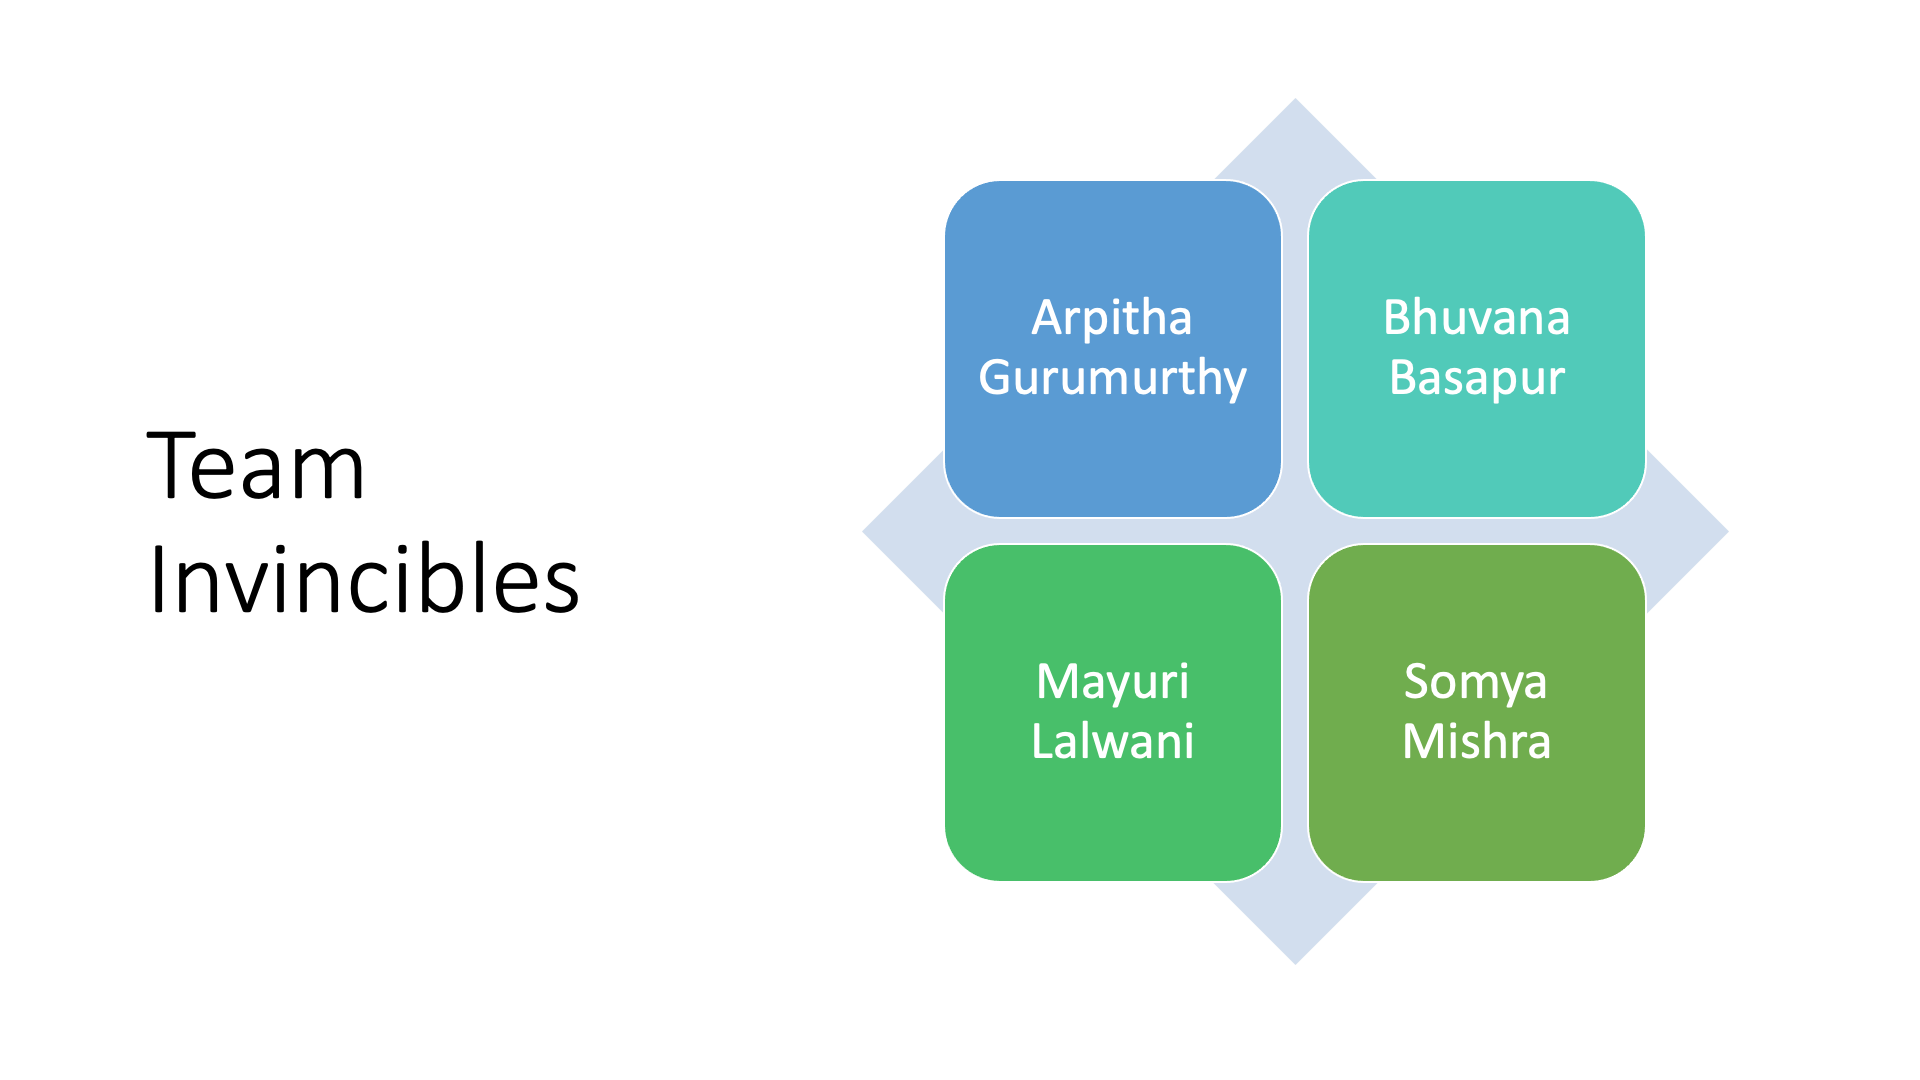 Team
Invincibles
Arpitha
Gurumurthy
Bhuvana
Basapur
Mayuri
Lalwani
Somya
Mishra